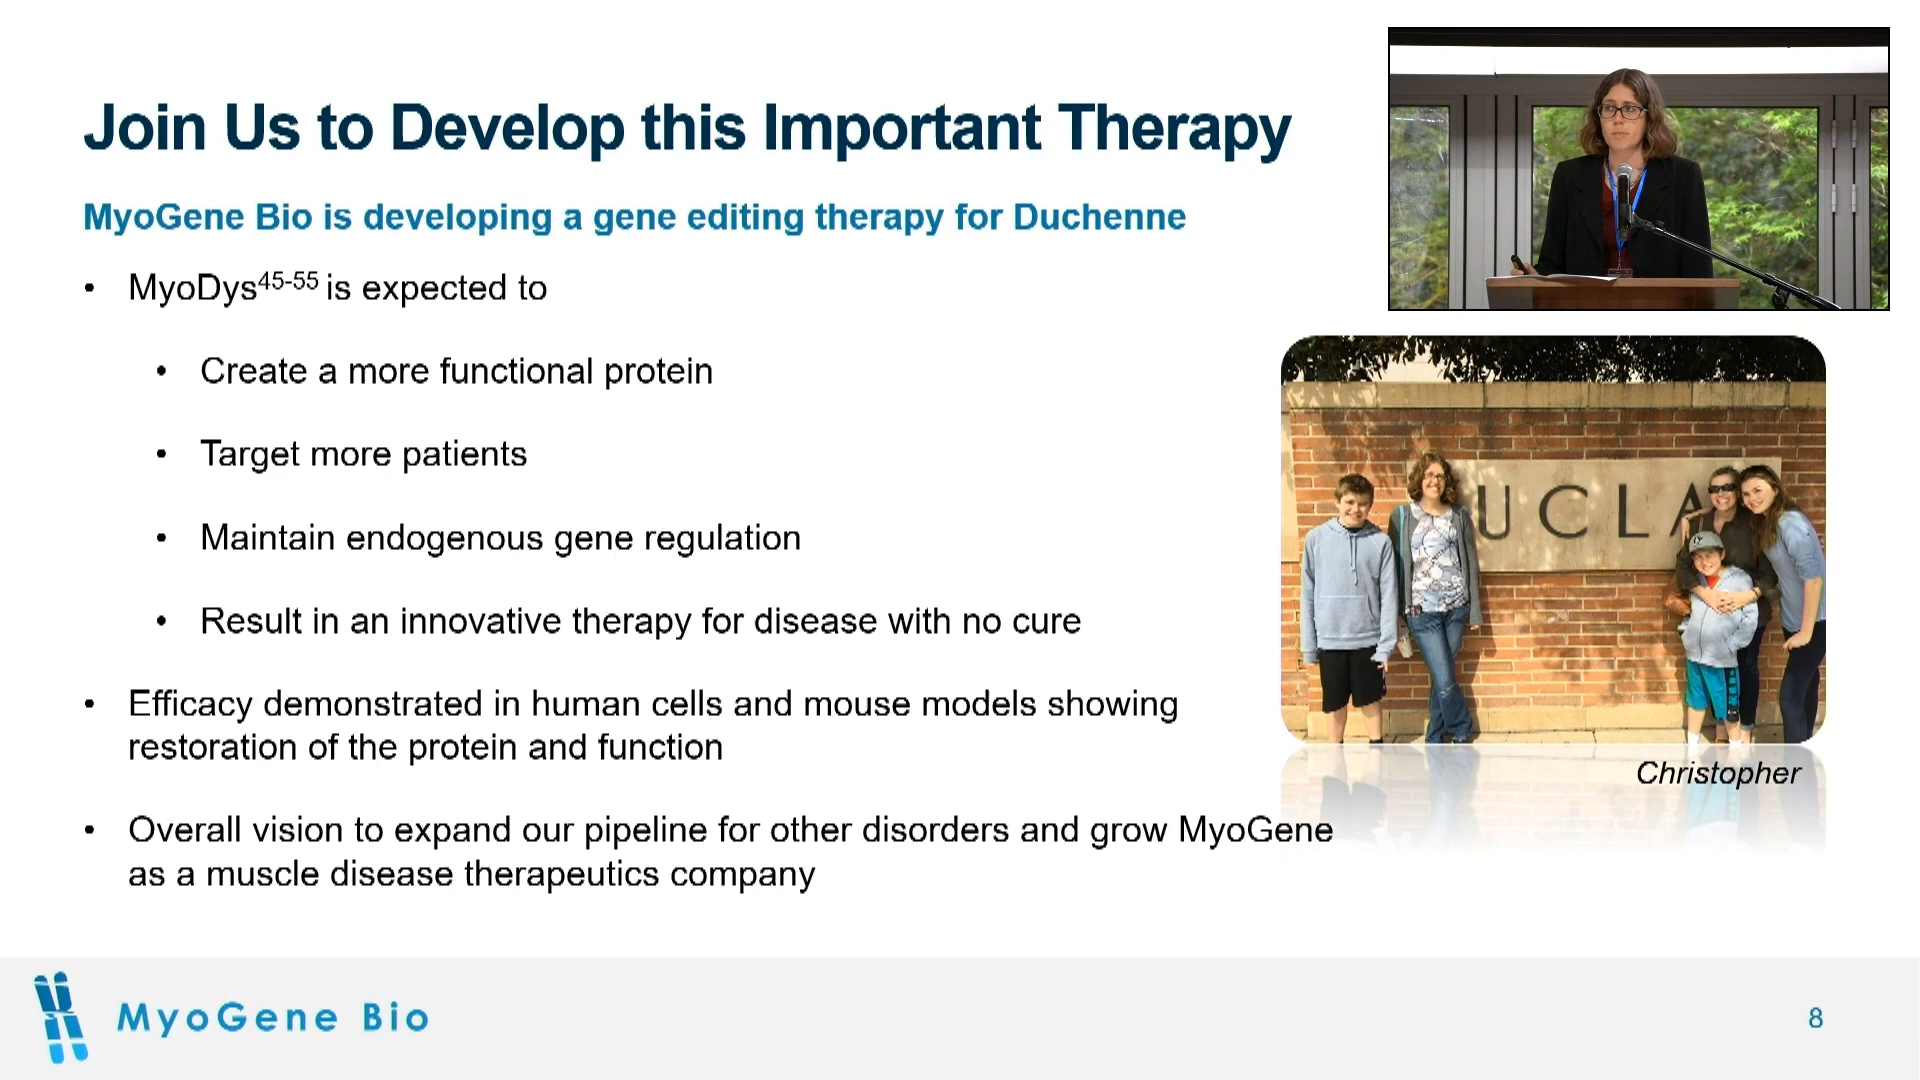 Join Us to Develop this Important Therapy
MyoGene Bio is developing a gene editing therapy for Duchenne
• MyoDys⁴⁵⁻⁵⁵ is expected to
• Create a more functional protein
• Target more patients
• Maintain endogenous gene regulation
• Result in an innovative therapy for disease with no cure
• Efficacy demonstrated in human cells and mouse models showing
restoration of the protein and function
• Overall vision to expand our pipeline for other disorders and grow MyoGene
as a muscle disease therapeutics company
UCLA
Christopher
MyoGene Bio
8